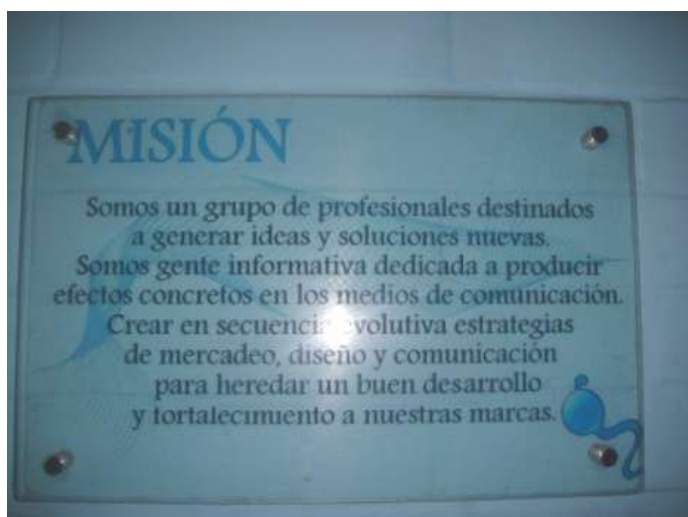 MISIÓN
Somos un grupo de profesionales destinados
a generar ideas y soluciones nuevas.
Somos gente informativa dedicada a producir
efectos concretos en los medios de comunicación.
Crear en secuencia evolutiva estrategias
de mercadeo, diseño y comunicación
para heredar un buen desarrollo
y fortalecimiento a nuestras marcas.